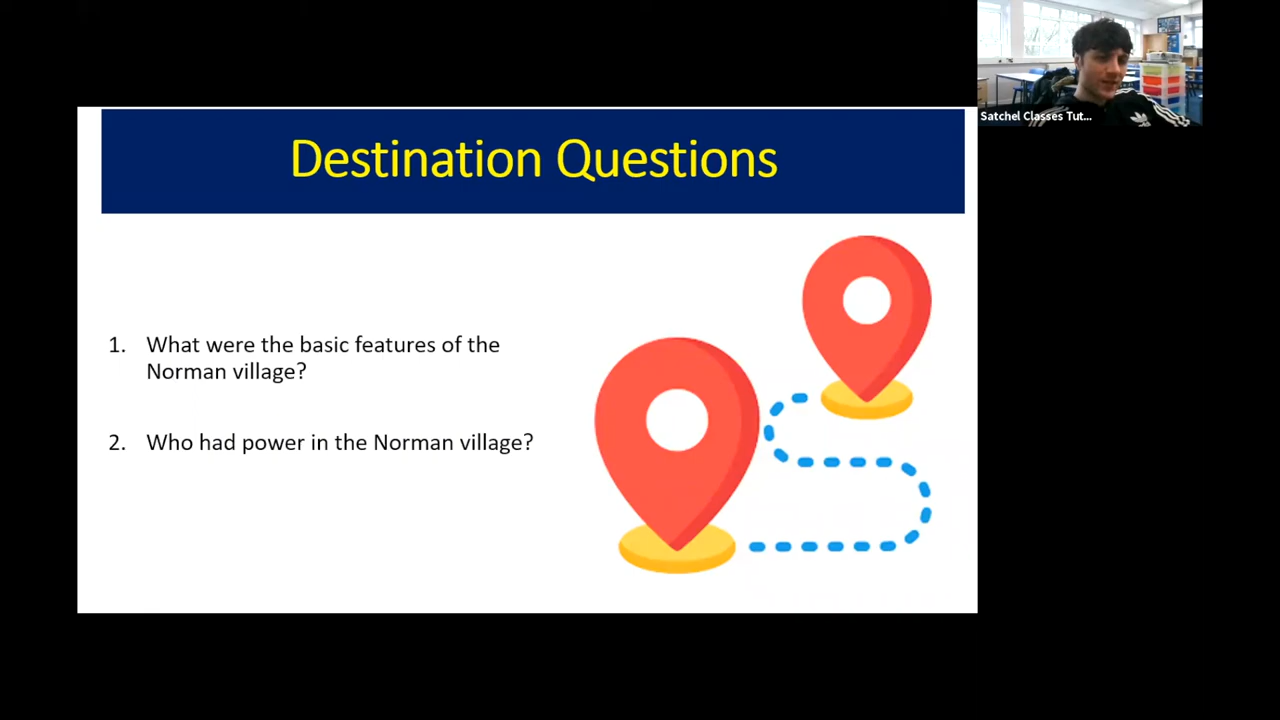 Satchel Classes Tut...
Destination Questions
1. What were the basic features of the
Norman village?
2. Who had power in the Norman village?